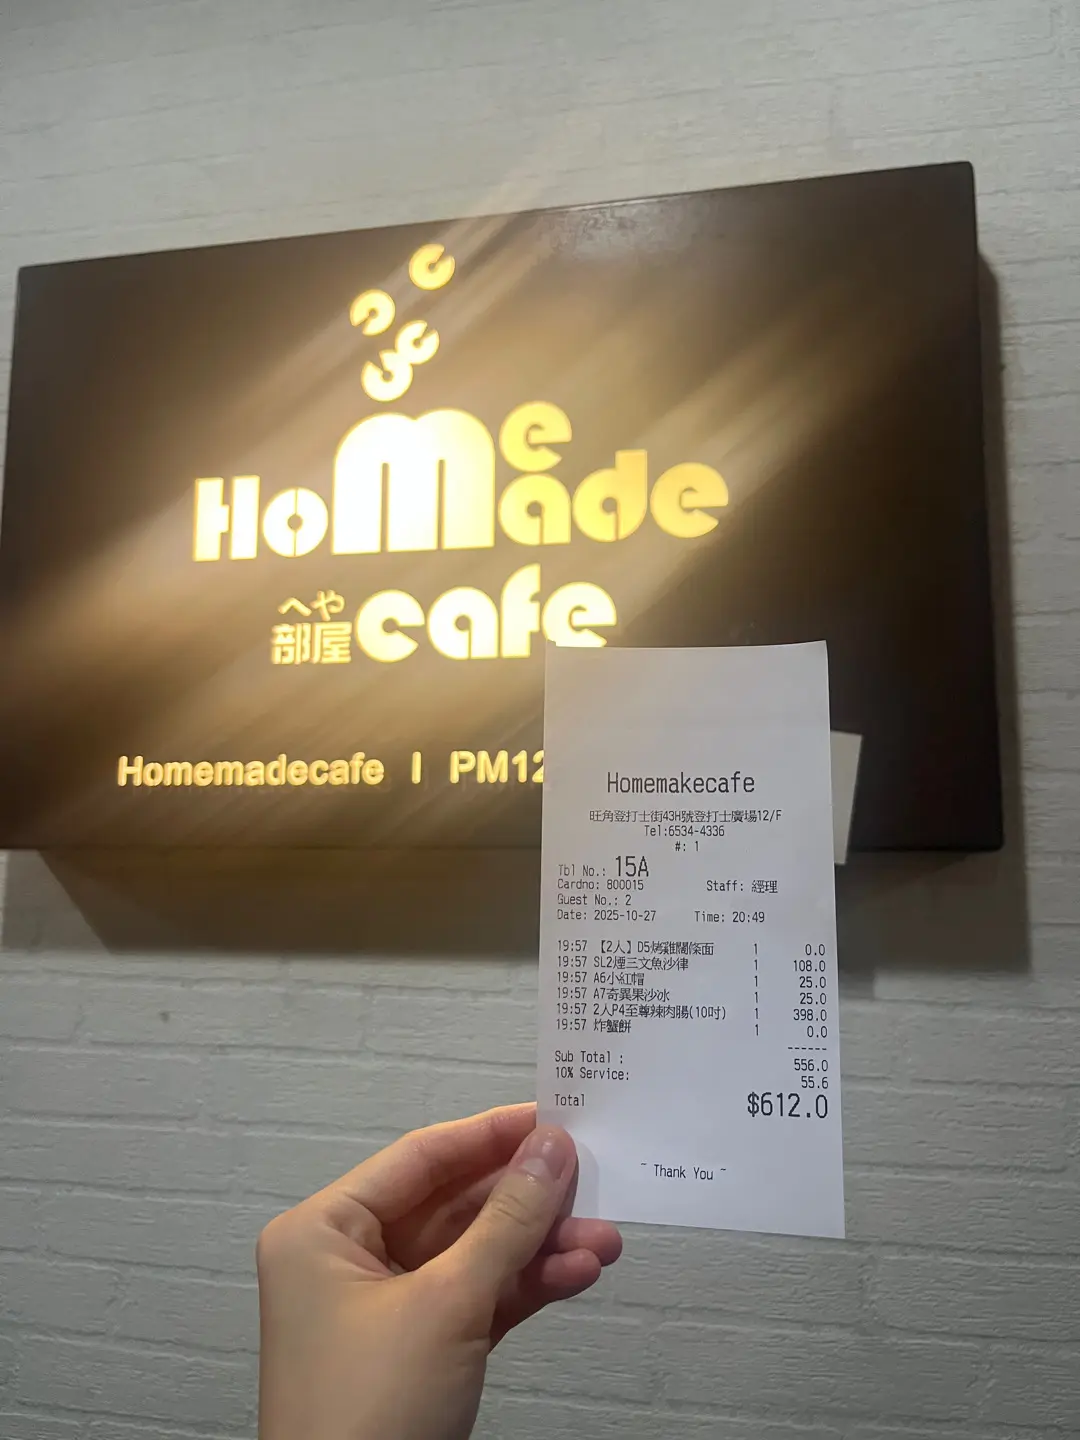 HoMemade
へや
部屋cafe
Homemadecafe | PM12
Homemakecafe
旺角登打士街43H號登打士廣場12/F
Tel:6534-4336
#: 1
Tbl No.: 15A
Cardno: 800015 Staff: 經理
Guest No.: 2
Date: 2025-10-27 Time: 20:49
19:57 【2人】D5烤雞闊條面 1 0.0
19:57 SL2煙三文魚沙律 1 108.0
19:57 A6小紅帽 1 25.0
19:57 A7奇異果沙冰 1 25.0
19:57 2人P4至尊辣肉腸(10吋) 1 398.0
19:57 炸蟹餅 1 0.0
------
Sub Total : 556.0
10% Service: 55.6
Total $612.0
~ Thank You ~